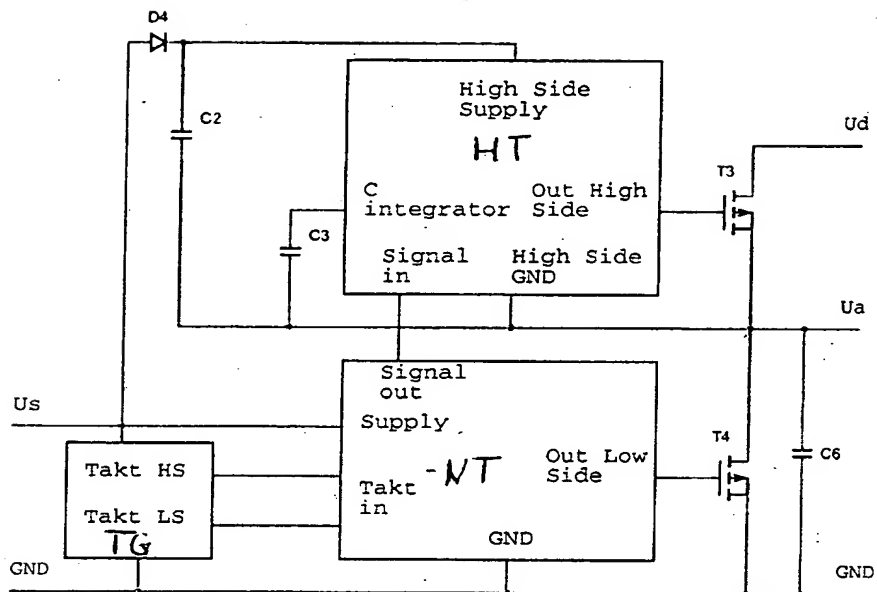 D4
C2
High Side
Supply
HT
Ud
T3
C
integrator
Out High
Side
C3
Signal
in
High Side
GND
Ua
Signal
out
Us
Supply
T4
Takt HS
-NT
Out Low
Side
C6
Takt
in
Takt LS
TG
GND
GND
GND